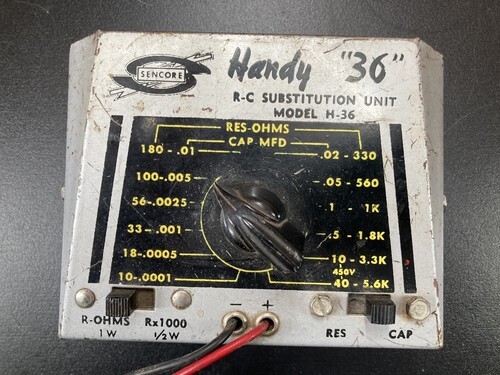 SENCORE
Handy "36"
R-C SUBSTITUTION UNIT
MODEL H-36
RES-OHMS
CAP-MFD
180-.01 .02-330
100-.005 .05-560
56-.0025 .1 - 1K
33-.001 .5-1.8K
18-.0005 10-3.3K
450V
10-.0001 40-5.6K
- +
R-OHMS Rx1000 RES CAP
1W 1/2W